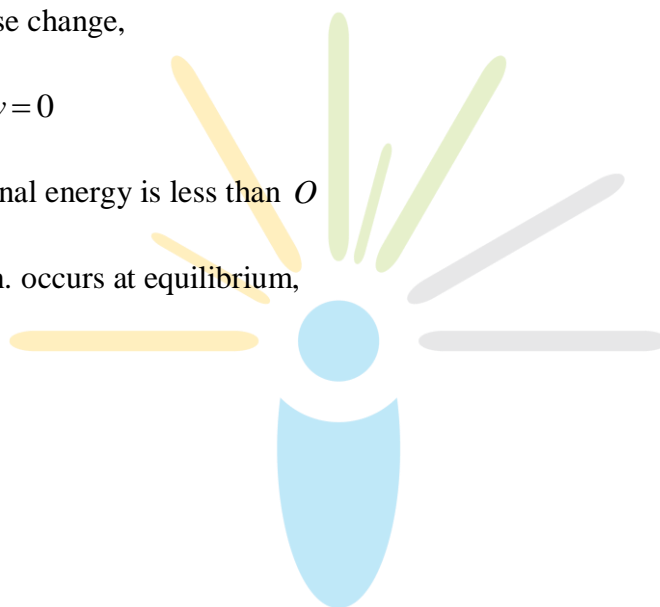 se change,
=0
nal energy is less than O
. occurs at equilibrium,